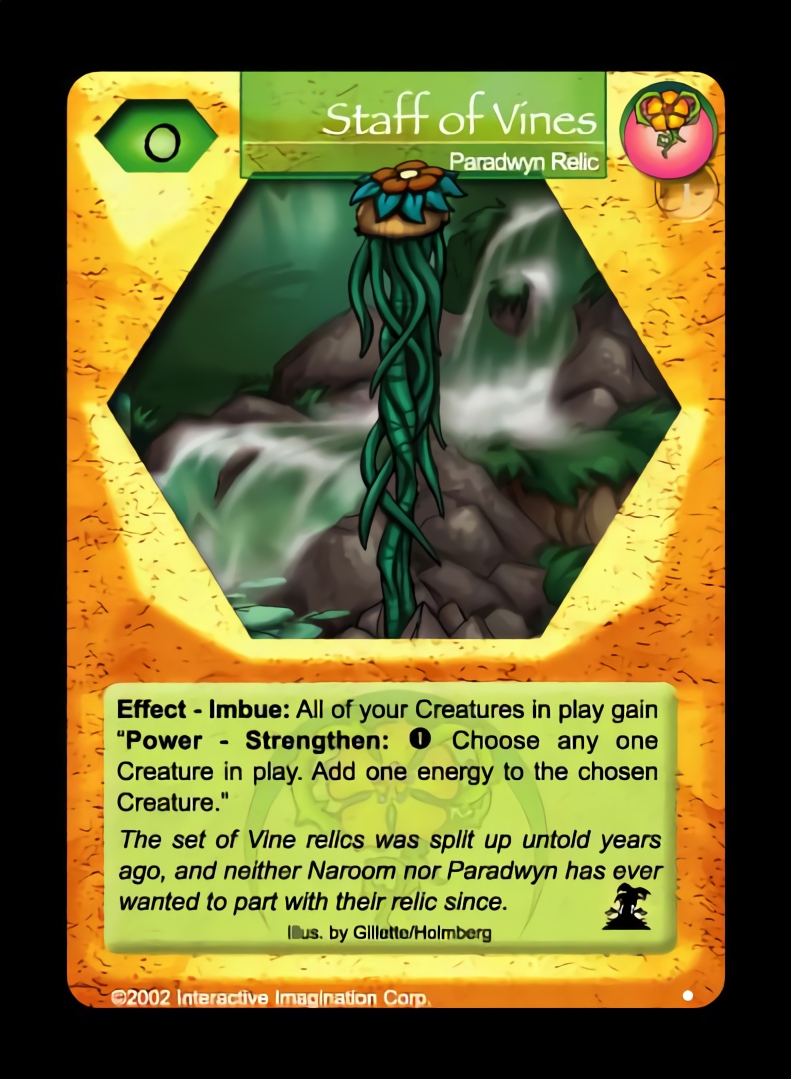 0
Staff of Vines
Paradwyn Relic
Effect - Imbue: All of your Creatures in play gain
"Power - Strengthen: 1 Choose any one
Creature in play. Add one energy to the chosen
Creature."
The set of Vine relics was split up untold years
ago, and neither Naroom nor Paradwyn has ever
wanted to part with their relic since.
Illus. by Gillette/Holmberg
©2002 Interactive Imagination Corp.